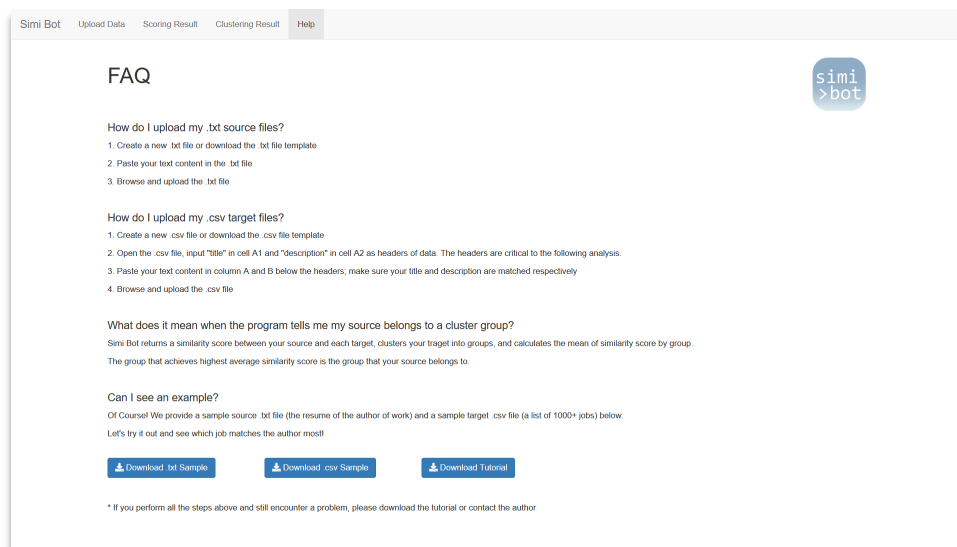 Simi Bot Upload Data Scoring Result Clustering Result Help
FAQ
simi
>bot
How do I upload my .txt source files?
1. Create a new .txt file or download the .txt file template
2. Paste your text content in the .txt file
3. Browse and upload the .txt file
How do I upload my .csv target files?
1. Create a new .csv file or download the .csv file template
2. Open the .csv file, input "title" in cell A1 and "description" in cell A2 as headers of data. The headers are critical to the following analysis.
3. Paste your text content in column A and B below the headers; make sure your title and description are matched respectively
4. Browse and upload the .csv file
What does it mean when the program tells me my source belongs to a cluster group?
Simi Bot returns a similarity score between your source and each target, clusters your traget into groups, and calculates the mean of similarity score by group.
The group that achieves highest average similarity score is the group that your source belongs to.
Can I see an example?
Of Course! We provide a sample source .txt file (the resume of the author of work) and a sample target .csv file (a list of 1000+ jobs) below.
Let's try it out and see which job matches the author most!
Download .txt Sample Download .csv Sample Download Tutorial
* If you perform all the steps above and still encounter a problem, please download the tutorial or contact the author